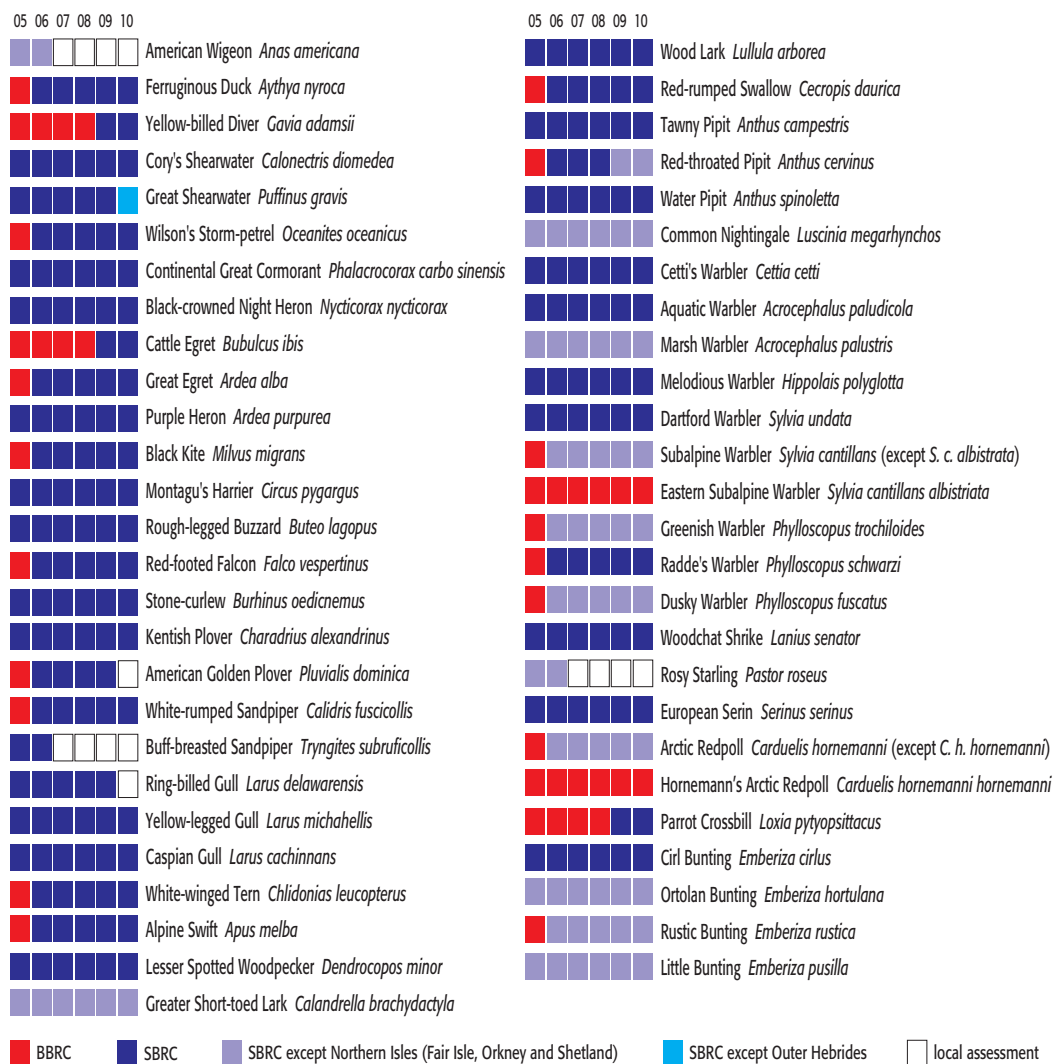 05 06 07 08 09 10
American Wigeon Anas americana
Ferruginous Duck Aythya nyroca
Yellow-billed Diver Gavia adamsii
Cory's Shearwater Calonectris diomedea
Great Shearwater Puffinus gravis
Wilson's Storm-petrel Oceanites oceanicus
Continental Great Cormorant Phalacrocorax carbo sinensis
Black-crowned Night Heron Nycticorax nycticorax
Cattle Egret Bubulcus ibis
Great Egret Ardea alba
Purple Heron Ardea purpurea
Black Kite Milvus migrans
Montagu's Harrier Circus pygargus
Rough-legged Buzzard Buteo lagopus
Red-footed Falcon Falco vespertinus
Stone-curlew Burhinus oedicnemus
Kentish Plover Charadrius alexandrinus
American Golden Plover Pluvialis dominica
White-rumped Sandpiper Calidris fuscicollis
Buff-breasted Sandpiper Tryngites subruficollis
Ring-billed Gull Larus delawarensis
Yellow-legged Gull Larus michahellis
Caspian Gull Larus cachinnans
White-winged Tern Chlidonias leucopterus
Alpine Swift Apus melba
Lesser Spotted Woodpecker Dendrocopos minor
Greater Short-toed Lark Calandrella brachydactyla
05 06 07 08 09 10
Wood Lark Lullula arborea
Red-rumped Swallow Cecropis daurica
Tawny Pipit Anthus campestris
Red-throated Pipit Anthus cervinus
Water Pipit Anthus spinoletta
Common Nightingale Luscinia megarhynchos
Cetti's Warbler Cettia cetti
Aquatic Warbler Acrocephalus paludicola
Marsh Warbler Acrocephalus palustris
Melodious Warbler Hippolais polyglotta
Dartford Warbler Sylvia undata
Subalpine Warbler Sylvia cantillans (except S. c. albistrata)
Eastern Subalpine Warbler Sylvia cantillans albistriata
Greenish Warbler Phylloscopus trochiloides
Radde's Warbler Phylloscopus schwarzi
Dusky Warbler Phylloscopus fuscatus
Woodchat Shrike Lanius senator
Rosy Starling Pastor roseus
European Serin Serinus serinus
Arctic Redpoll Carduelis hornemanni (except C. h. hornemanni)
Hornemann's Arctic Redpoll Carduelis hornemanni hornemanni
Parrot Crossbill Loxia pytyopsittacus
Cirl Bunting Emberiza cirlus
Ortolan Bunting Emberiza hortulana
Rustic Bunting Emberiza rustica
Little Bunting Emberiza pusilla
BBRC SBRC SBRC except Northern Isles (Fair Isle, Orkney and Shetland) SBRC except Outer Hebrides local assessment